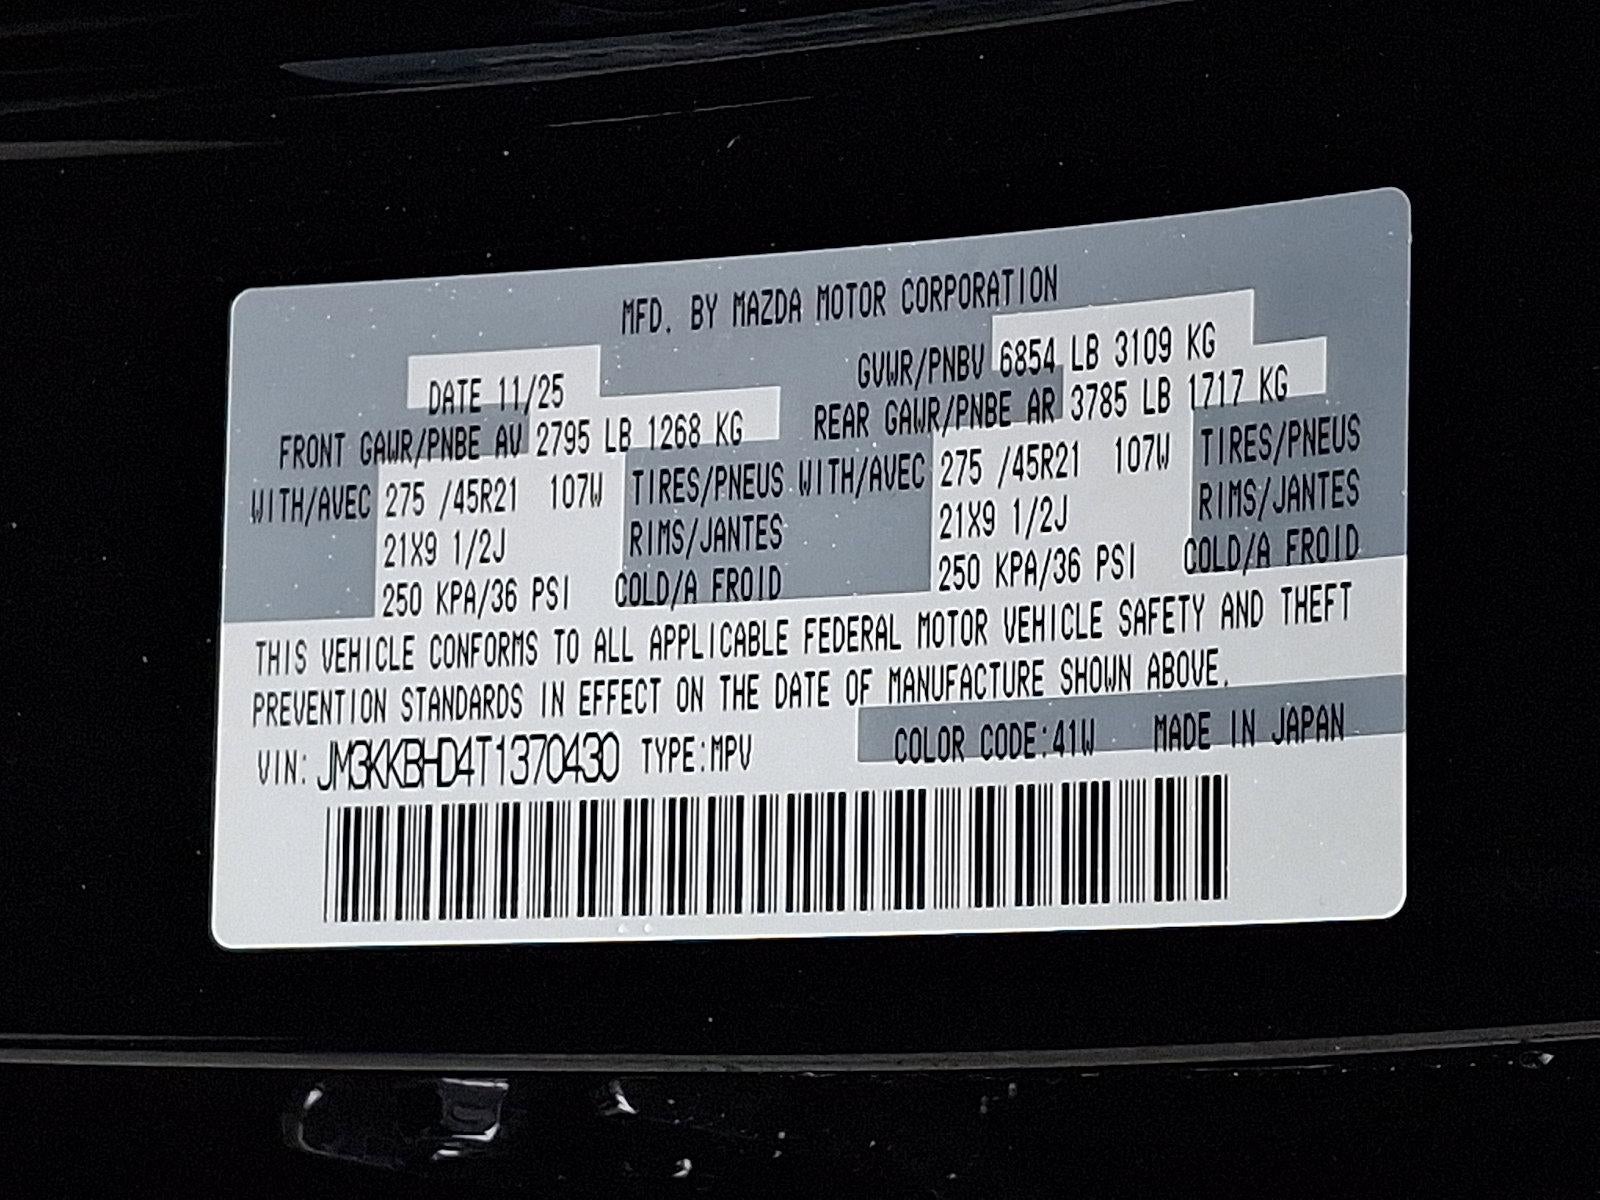 MFD. BY MAZDA MOTOR CORPORATION
DATE 11/25 GVWR/PNBV 6854 LB 3109 KG
FRONT GAWR/PNBE AV 2795 LB 1268 KG REAR GAWR/PNBE AR 3785 LB 1717 KG
WITH/AVEC 275 /45R21 107W TIRES/PNEUS WITH/AVEC 275 /45R21 107W TIRES/PNEUS
21X9 1/2J RIMS/JANTES 21X9 1/2J RIMS/JANTES
250 KPA/36 PSI COLD/A FROID 250 KPA/36 PSI COLD/A FROID
THIS VEHICLE CONFORMS TO ALL APPLICABLE FEDERAL MOTOR VEHICLE SAFETY AND THEFT
PREVENTION STANDARDS IN EFFECT ON THE DATE OF MANUFACTURE SHOWN ABOVE.
VIN: JM3KKBHD4T1370430 TYPE:MPV COLOR CODE:41W MADE IN JAPAN